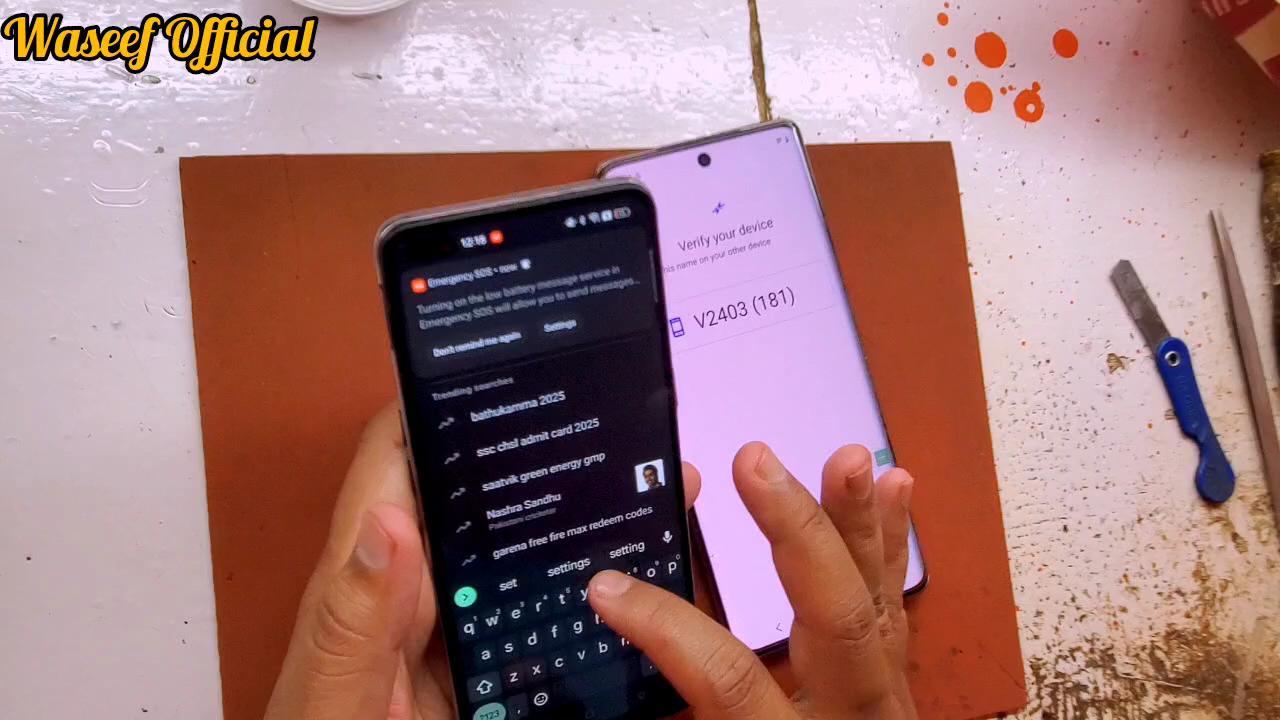 Waseef Official
12:18
Emergency SOS • now
Turning on the low battery message service in
Emergency SOS will allow you to send messages...
Don't remind me again Settings
Trending searches
bathukamma 2025
ssc chsl admit card 2025
saatvik green energy gmp
Nashra Sandhu
Pakistani cricketer
garena free fire max redeem codes
set settings setting
q w e r t y o p
a s d f g
z x c v b
?123 ,
Verify your device
his name on your other device
V2403 (181)